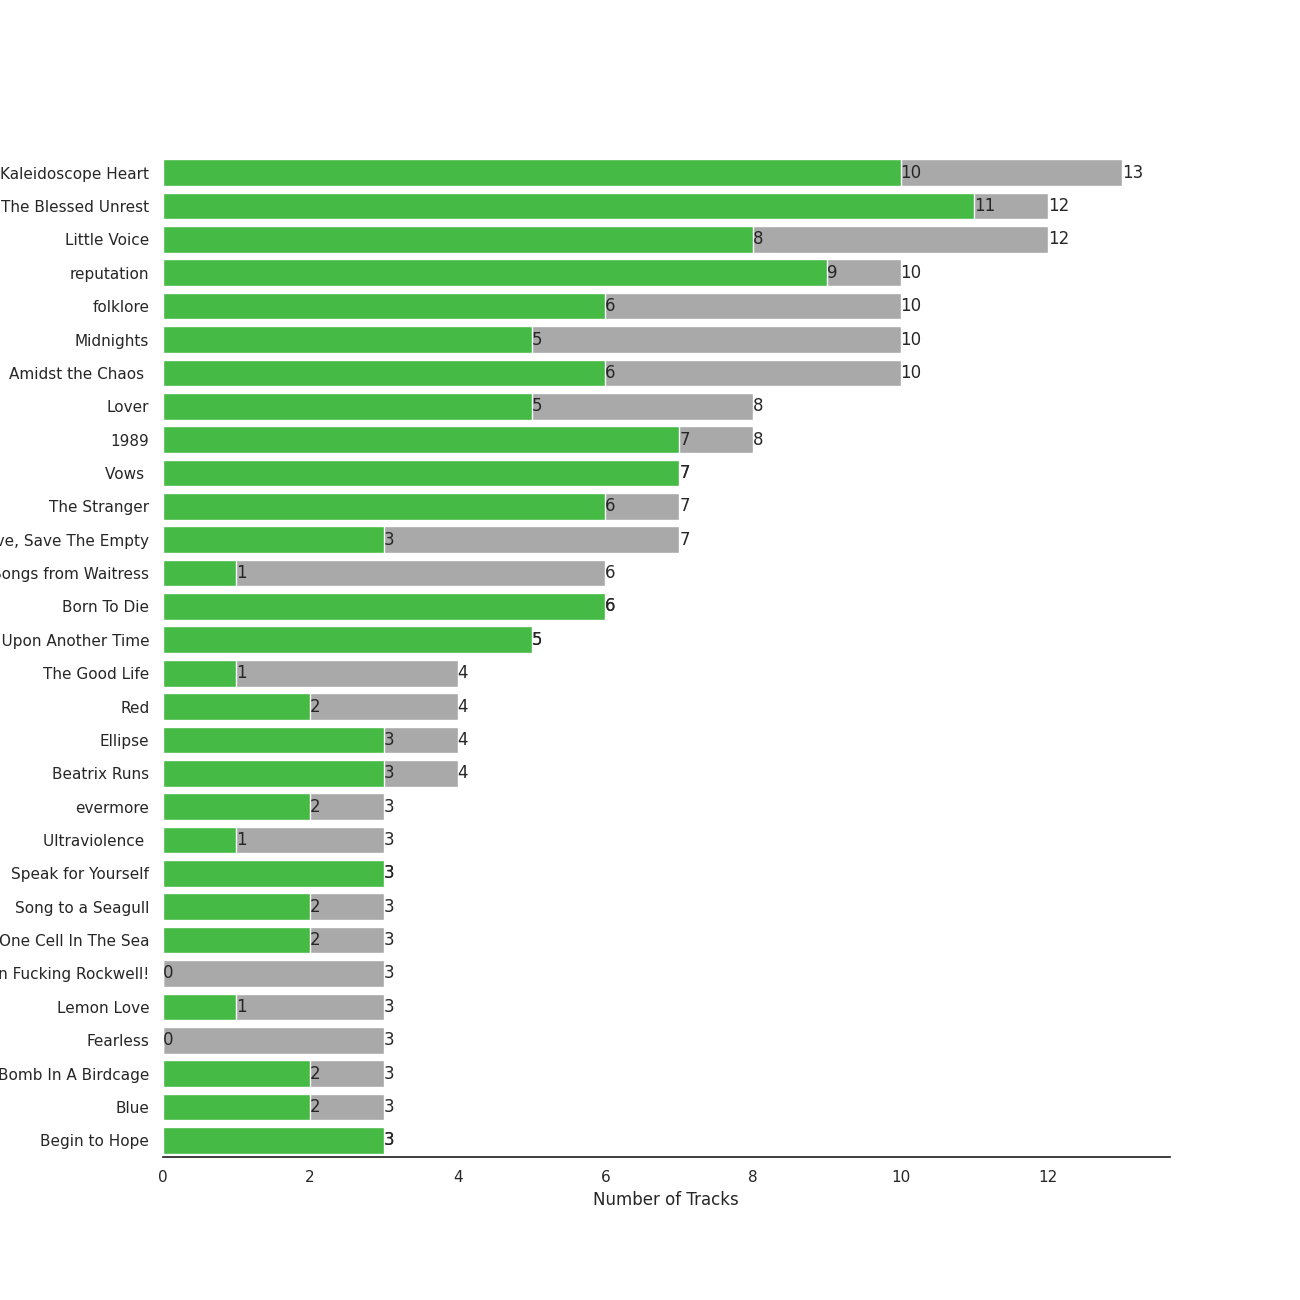 Kaleidoscope Heart 10 13
The Blessed Unrest 11 12
Little Voice 8 12
reputation 9 10
folklore 6 10
Midnights 5 10
Amidst the Chaos 6 10
Lover 5 8
1989 7 8
Vows 7
The Stranger 6 7
Save The Empty 3 7
from Waitress 1 6
Born To Die 6
Upon Another Time 5
The Good Life 1 4
Red 2 4
Ellipse 3 4
Beatrix Runs 3 4
evermore 2 3
Ultraviolence 1 3
Speak for Yourself 3
Song to a Seagull 2 3
One Cell In The Sea 2 3
Fucking Rockwell! 0 3
Lemon Love 1 3
Fearless 0 3
Bomb In A Birdcage 2 3
Blue 2 3
Begin to Hope 3
0 2 4 6 8 10 12
Number of Tracks